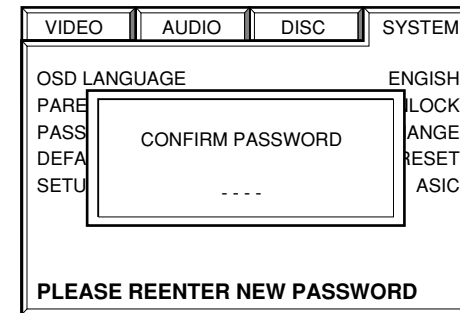 VIDEO AUDIO DISC SYSTEM
OSD LANGUAGE ENGISH
PARE LOCK
PASS ANGE
DEFA RESET
SETU ASIC
CONFIRM PASSWORD
- - - -
PLEASE REENTER NEW PASSWORD